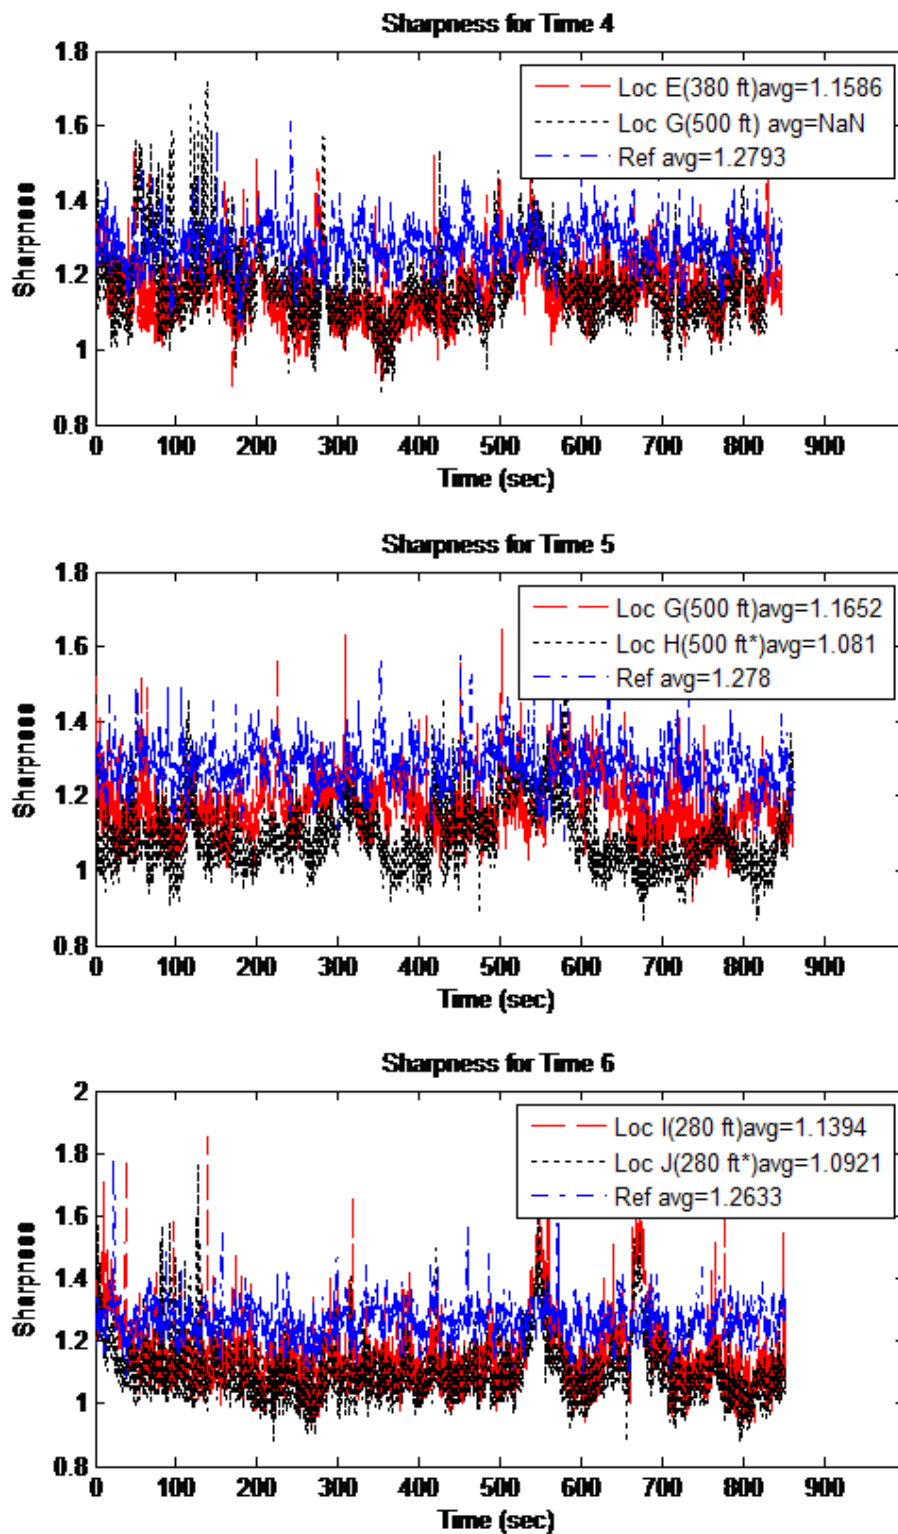 Sharpness for Time 4
1.8
1.6
1.4
1.2
1
0.8
Sharpness
Loc E(380 ft)avg=1.1586
Loc G(500 ft) avg=NaN
Ref avg=1.2793
0 100 200 300 400 500 600 700 800 900
Time (sec)
Sharpness for Time 5
1.8
1.6
1.4
1.2
1
0.8
Sharpness
Loc G(500 ft)avg=1.1652
Loc H(500 ft*)avg=1.081
Ref avg=1.278
0 100 200 300 400 500 600 700 800 900
Time (sec)
Sharpness for Time 6
2
1.8
1.6
1.4
1.2
1
0.8
Sharpness
Loc I(280 ft)avg=1.1394
Loc J(280 ft*)avg=1.0921
Ref avg=1.2633
0 100 200 300 400 500 600 700 800 900
Time (sec)